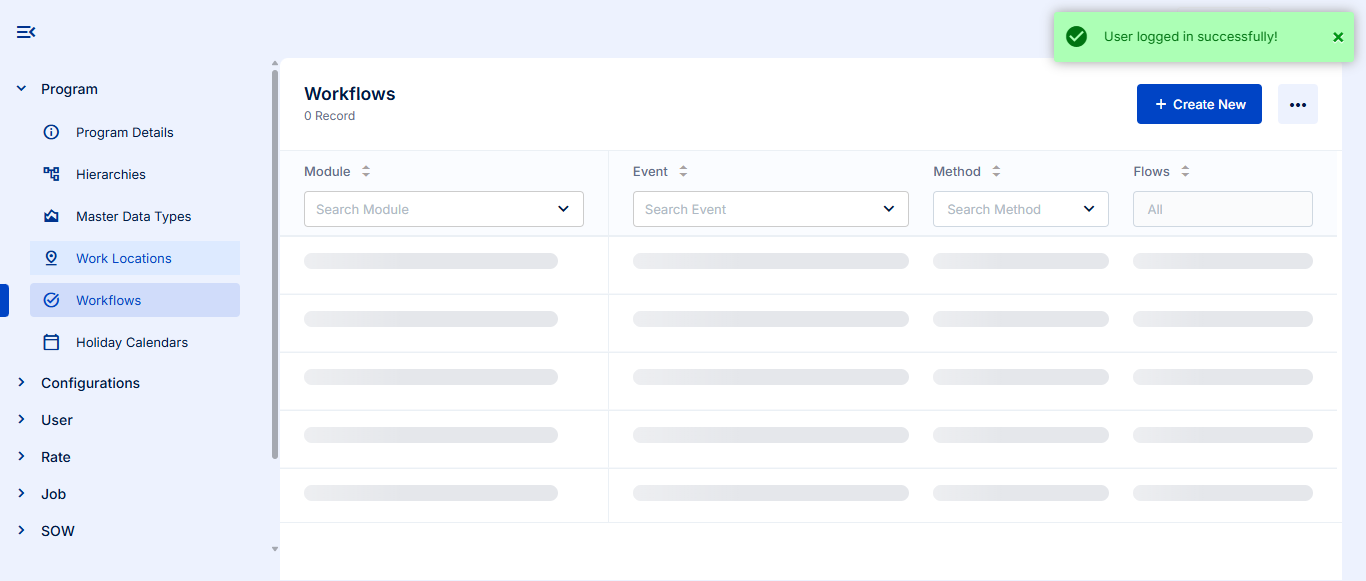 User logged in successfully!
Program
Program Details
Hierarchies
Master Data Types
Work Locations
Workflows
Holiday Calendars
Configurations
User
Rate
Job
SOW
Workflows
0 Record
Create New
Module
Event
Method
Flows
Search Module
Search Event
Search Method
All